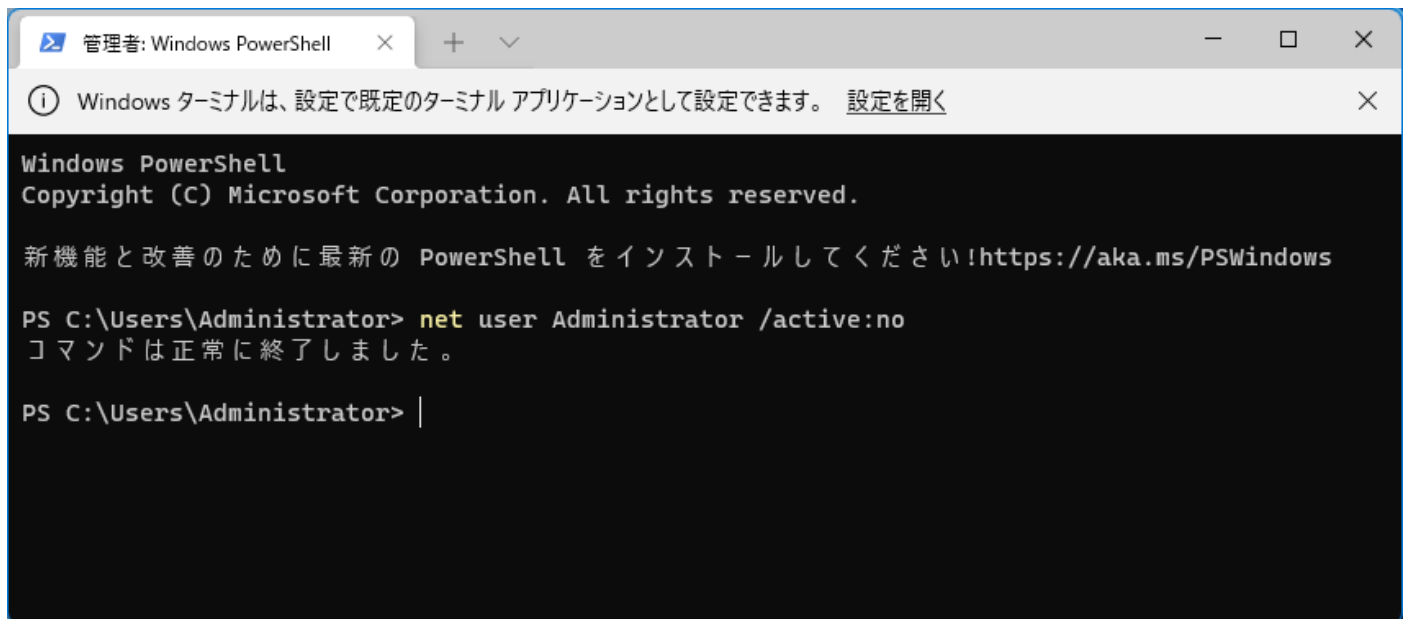 管理者: Windows PowerShell
Windows ターミナルは、設定で既定のターミナル アプリケーションとして設定できます。 設定を開く
Windows PowerShell
Copyright (C) Microsoft Corporation. All rights reserved.
新機能と改善のために最新の PowerShell をインストールしてください!https://aka.ms/PSWindows
PS C:\Users\Administrator> net user Administrator /active:no
コマンドは正常に終了しました。
PS C:\Users\Administrator>